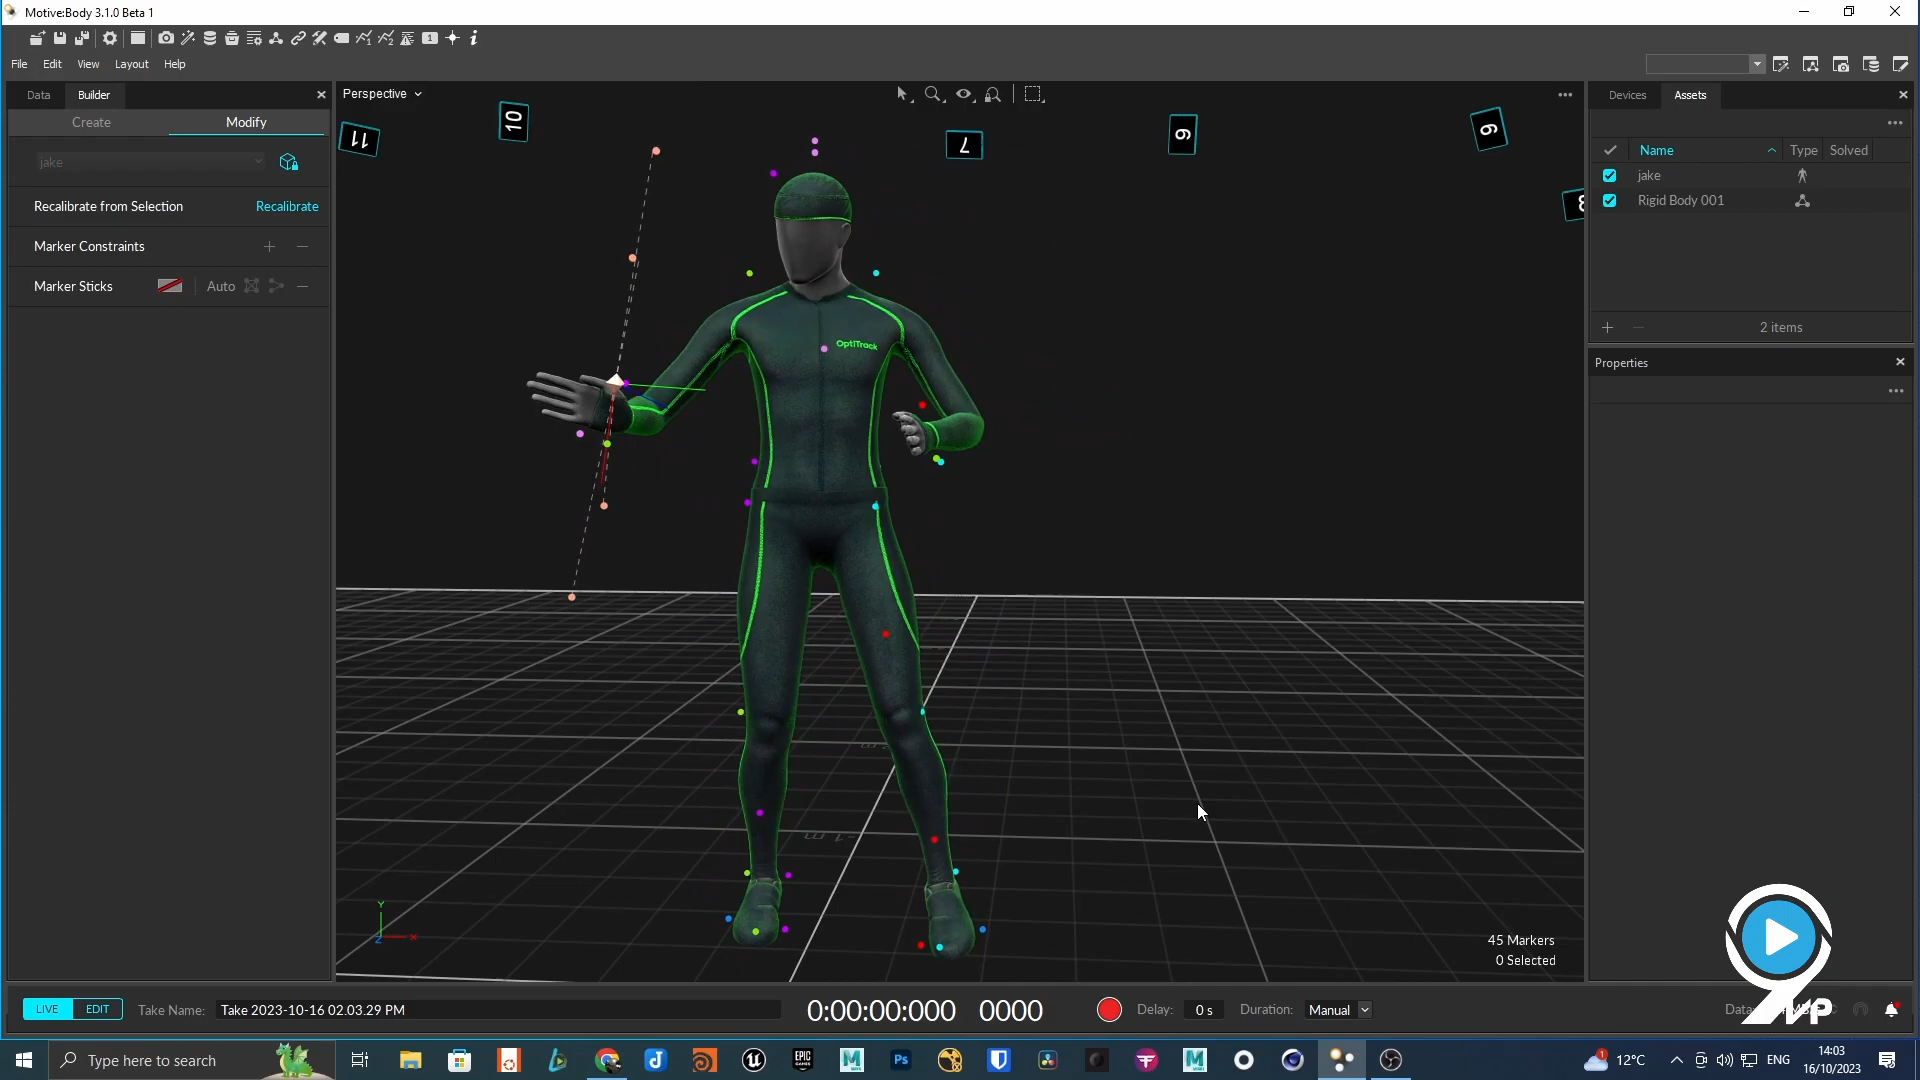 Motive:Body 3.1.0 Beta 1
File Edit View Layout Help
Data Builder
Create Modify
jake
Recalibrate from Selection Recalibrate
Marker Constraints
Marker Sticks Auto
Perspective
11 10 7 6 9
8
OptiTrack
Devices Assets
Name Type Solved
jake
Rigid Body 001
2 items
Properties
Y
X
Z
45 Markers
0 Selected
LIVE EDIT Take Name: Take 2023-10-16 02.03.29 PM 0:00:00:000 0000 Delay: 0 s Duration: Manual Data
MP
Type here to search
12°C ENG 14:03
16/10/2023